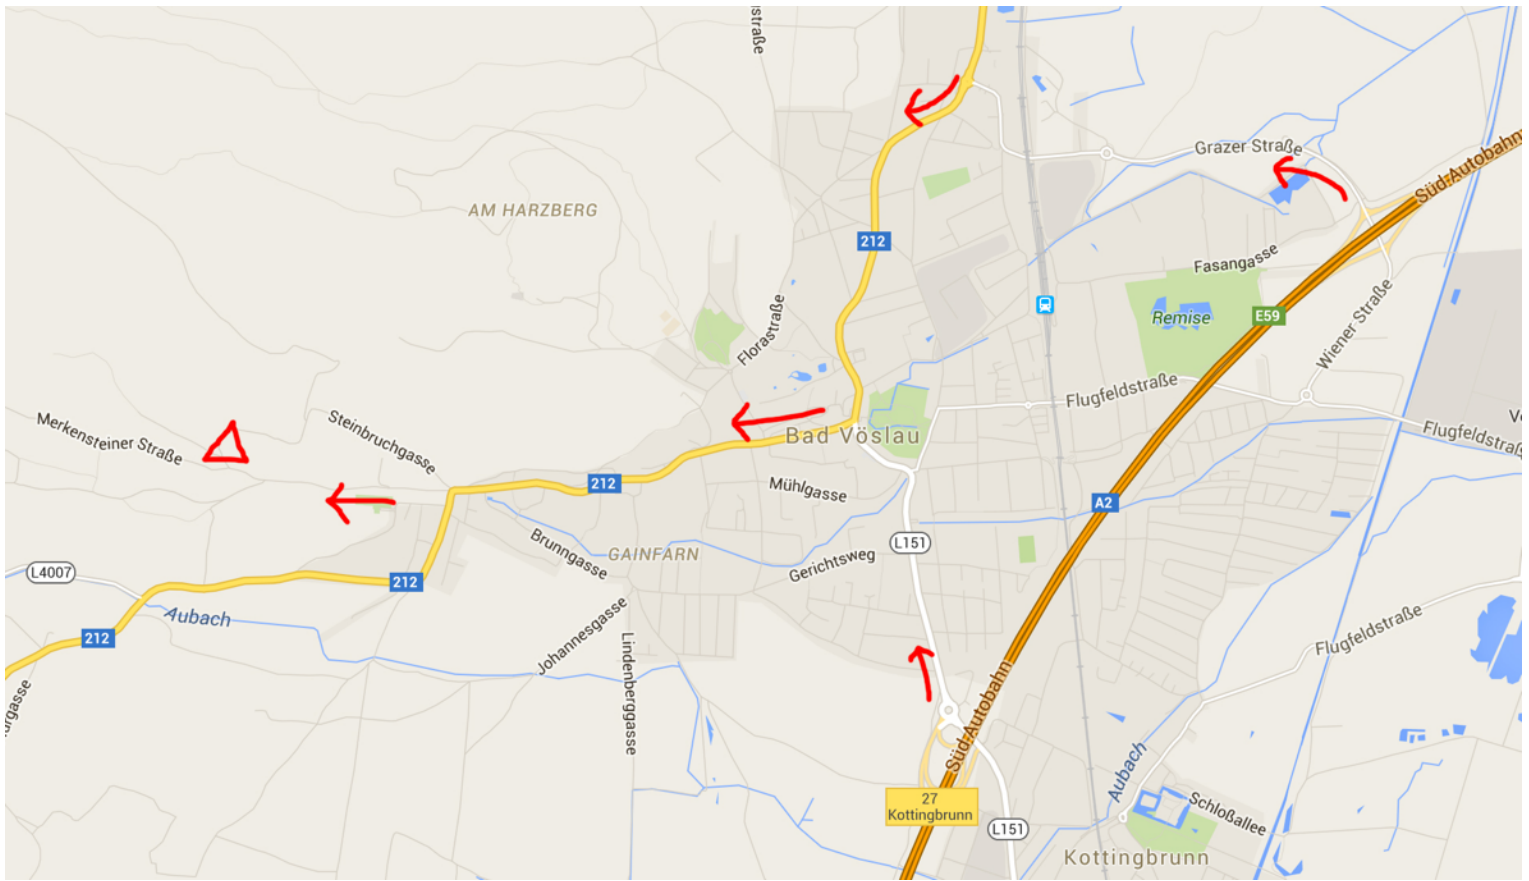 straße
Grazer Straße
Süd-Autobahn
AM HARZBERG
212
Fasangasse
Florastraße
Remise
E59
Wiener Straße
Flugfeldstraße
Merkensteiner Straße
Steinbruchgasse
Bad Vöslau
Flugfeldstraß
212
Mühlgasse
A2
Brunngasse
GAINFARN
L151
Gerichtsweg
L4007
212
Aubach
212
Johannesgasse
Lindenberggasse
Flugfeldstraße
urgasse
Süd-Autobahn
Aubach
27
Kottingbrunn
L151
Schloßallee
Kottingbrunn